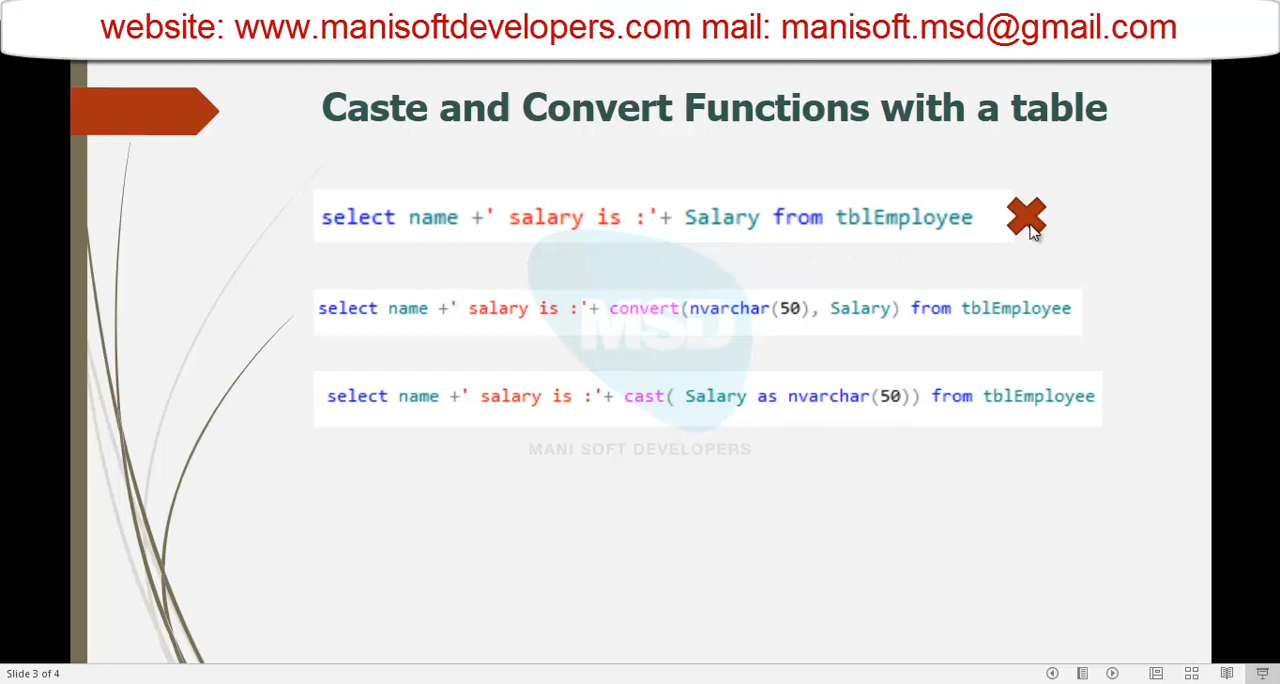 website: www.manisoftdevelopers.com mail: manisoft.msd@gmail.com
Caste and Convert Functions with a table
select name +' salary is :'+ Salary from tblEmployee
select name +' salary is :'+ convert(nvarchar(50), Salary) from tblEmployee
MSD
select name +' salary is :'+ cast( Salary as nvarchar(50)) from tblEmployee
MANI SOFT DEVELOPERS
Slide 3 of 4